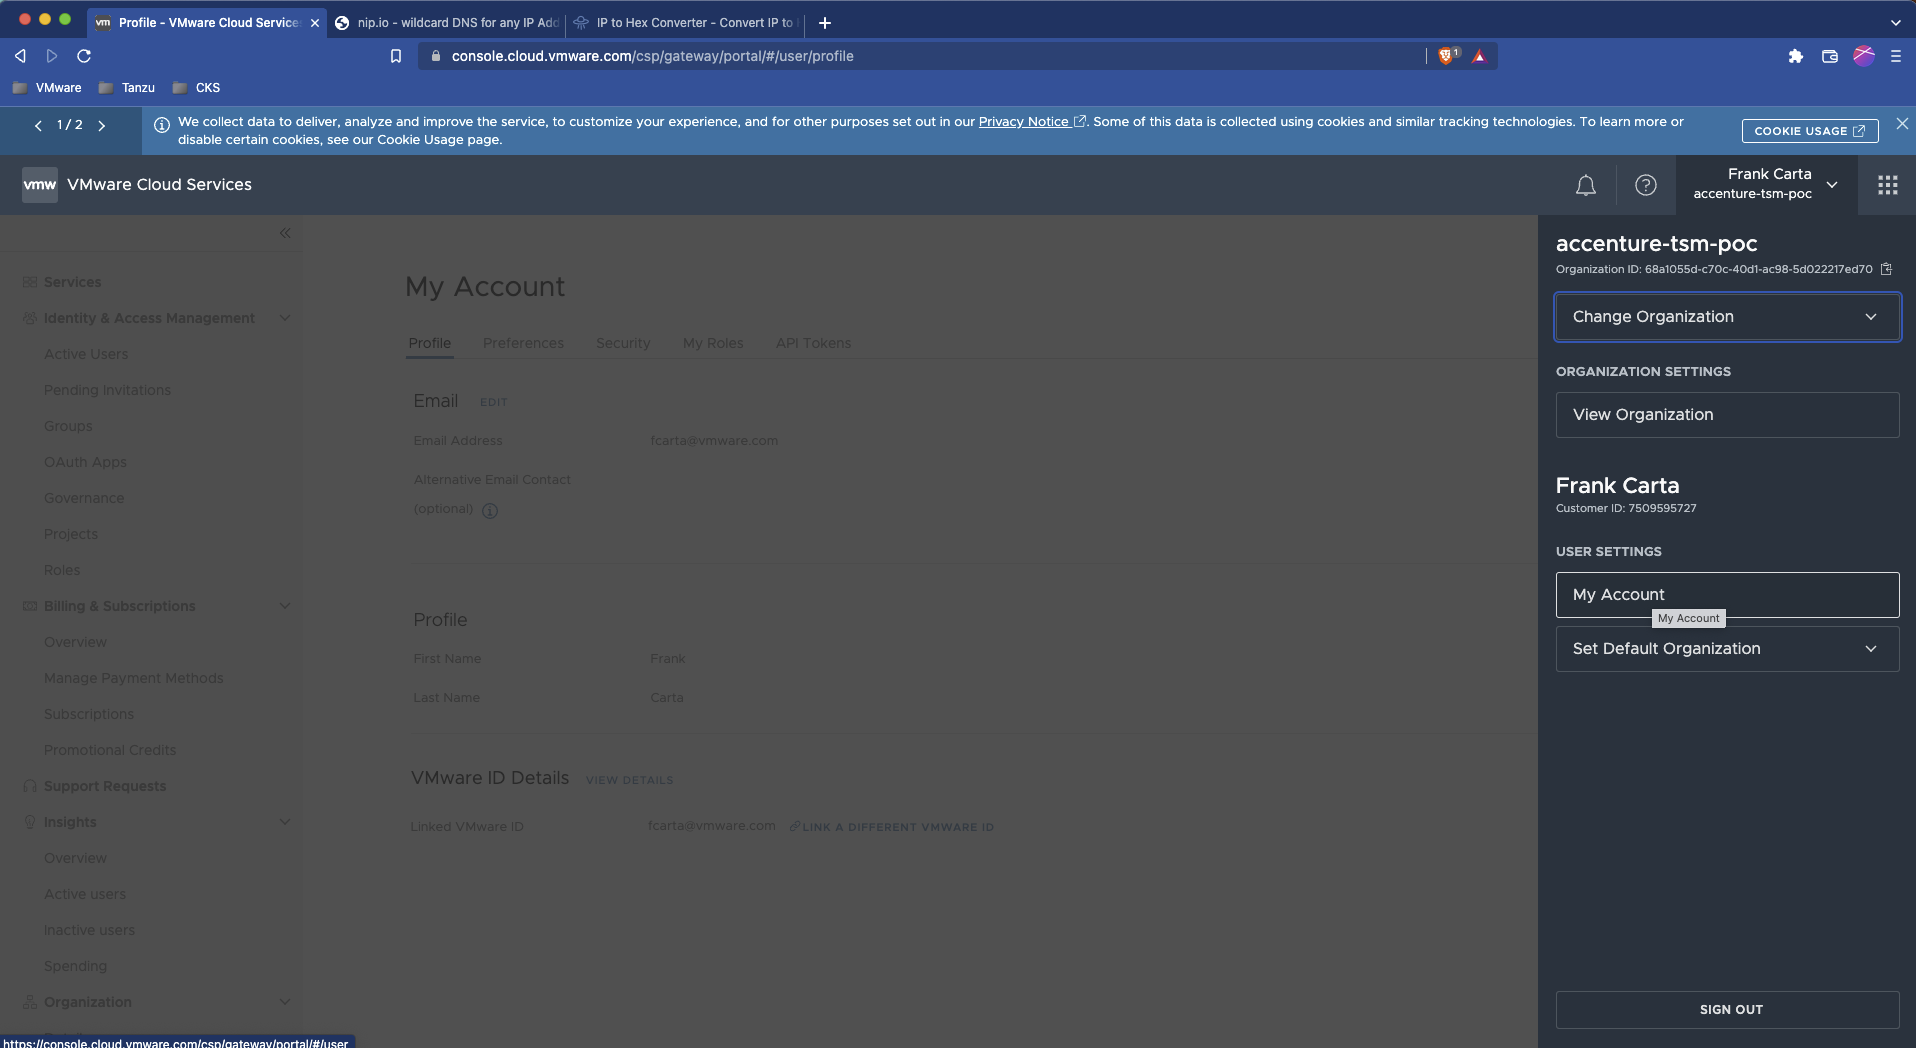 Profile - VMware Cloud Service
nip.io - wildcard DNS for any IP Add
IP to Hex Converter - Convert IP to
console.cloud.vmware.com/csp/gateway/portal/#/user/profile
1
VMware
Tanzu
CKS
1 / 2
We collect data to deliver, analyze and improve the service, to customize your experience, and for other purposes set out in our Privacy Notice . Some of this data is collected using cookies and similar tracking technologies. To learn more or
disable certain cookies, see our Cookie Usage page.
COOKIE USAGE
vmw VMware Cloud Services
Frank Carta
accenture-tsm-poc
Services
Identity & Access Management
Active Users
Pending Invitations
Groups
OAuth Apps
Governance
Projects
Roles
Billing & Subscriptions
Overview
Manage Payment Methods
Subscriptions
Promotional Credits
Support Requests
Insights
Overview
Active users
Inactive users
Spending
Organization
https://console.cloud.vmware.com/csp/gateway/portal/#/user
My Account
Profile
Preferences
Security
My Roles
API Tokens
Email EDIT
Email Address fcarta@vmware.com
Alternative Email Contact
(optional)
Profile
First Name Frank
Last Name Carta
VMware ID Details VIEW DETAILS
Linked VMware ID fcarta@vmware.com LINK A DIFFERENT VMWARE ID
accenture-tsm-poc
Organization ID: 68a1055d-c70c-40d1-ac98-5d022217ed70
Change Organization
ORGANIZATION SETTINGS
View Organization
Frank Carta
Customer ID: 7509595727
USER SETTINGS
My Account
My Account
Set Default Organization
SIGN OUT